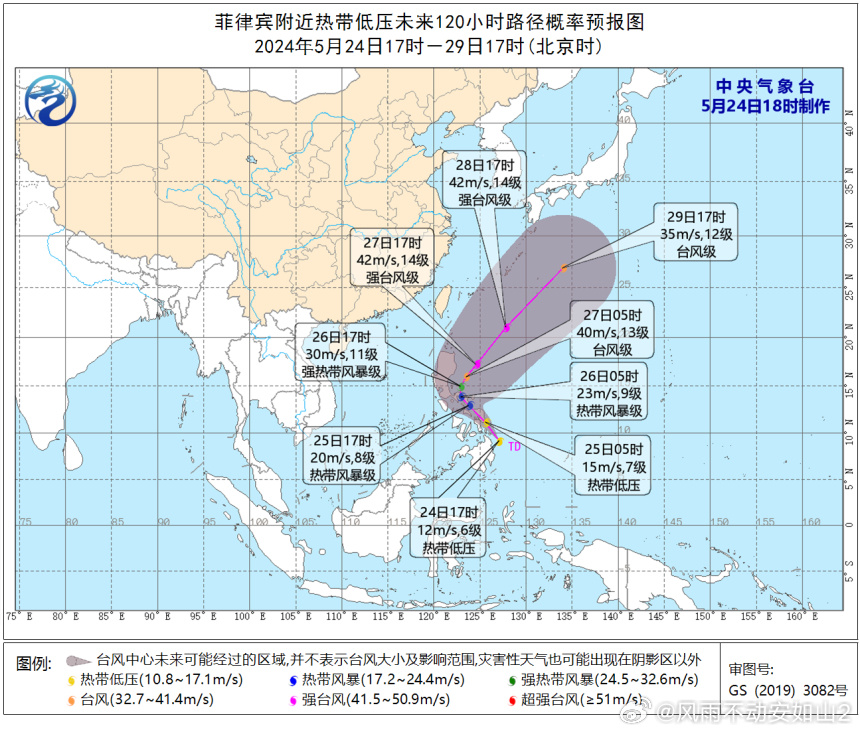 菲律宾附近热带低压未来120小时路径概率预报图
2024年5月24日17时－29日17时(北京时)
中央气象台
5月24日18时制作
28日17时
42m/s,14级
强台风级
29日17时
35m/s,12级
台风级
27日17时
42m/s,14级
强台风级
27日05时
40m/s,13级
台风级
26日17时
30m/s,11级
强热带风暴级
26日05时
23m/s,9级
热带风暴级
25日17时
20m/s,8级
热带风暴级
TD
25日05时
15m/s,7级
热带低压
24日17时
12m/s,6级
热带低压
40°N
35°N
30°N
25°N
20°N
15°N
10°N
5°N
0°
5°S
40
35
25
10
75 80 85 90 95 100 105 110 115 120 125 130 135 140 145 150 155 160 0
75°E 80°E 85°E 90°E 95°E 100°E 105°E 110°E 115°E 120°E 125°E 130°E 135°E 140°E 145°E 150°E 155°E 160°E
图例:
台风中心未来可能经过的区域,并不表示台风大小及影响范围,灾害性天气也可能出现在阴影区以外
热带低压(10.8~17.1m/s) 热带风暴(17.2~24.4m/s) 强热带风暴(24.5~32.6m/s)
台风(32.7~41.4m/s) 强台风(41.5~50.9m/s) 超强台风(≥51m/s)
审图号:
GS (2019) 3082号
@风雨不动安如山2